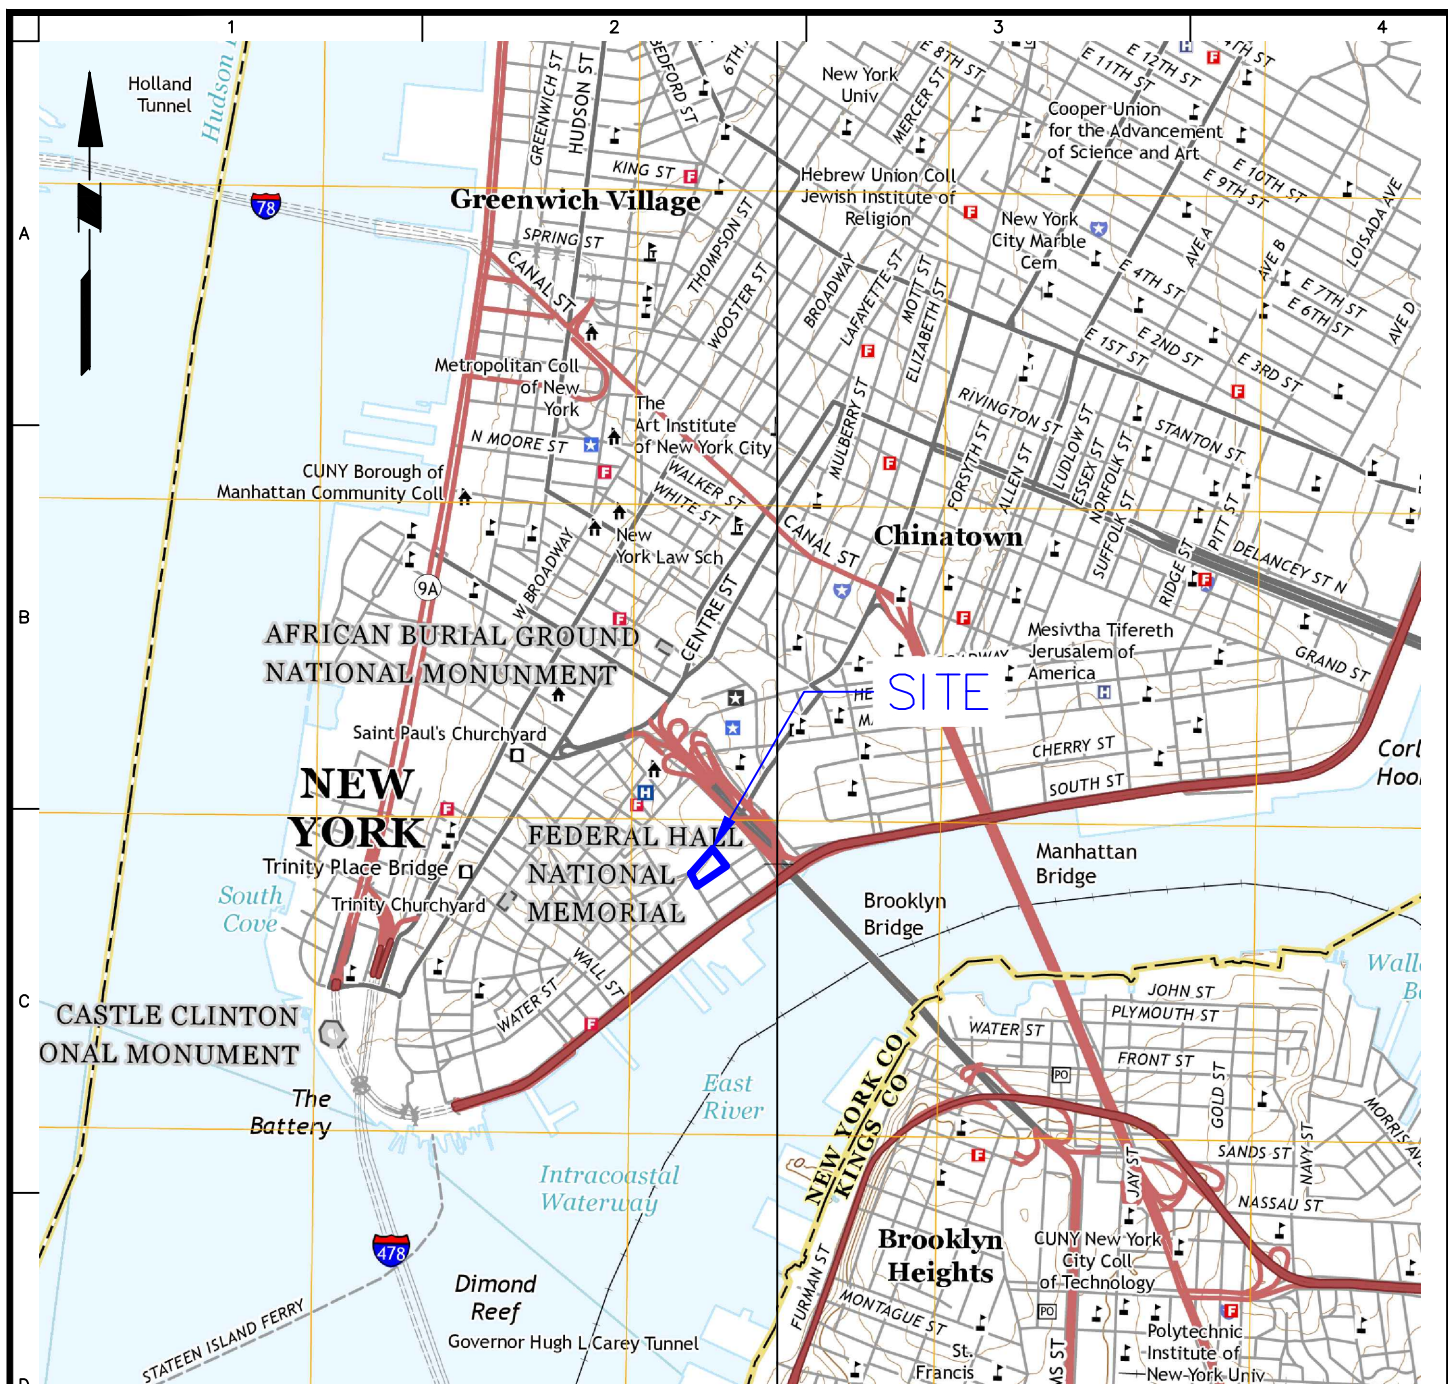 1
2
3
4
A
B
C
Holland
Tunnel
Hudson
78
GREENWICH ST
HUDSON ST
BEDFORD ST
6TH
KING ST
Greenwich Village
SPRING ST
CANAL ST
THOMPSON ST
WOOSTER ST
New York
Univ
MERCER ST
E 8TH ST
E 11TH ST
E 12TH ST
4TH ST
Cooper Union
for the Advancement
of Science and Art
Hebrew Union Coll
Jewish Institute of
Religion
New York
City Marble
Cem
E 10TH ST
E 9TH ST
LOISADA AVE
AVE A
AVE B
AVE D
E 4TH ST
E 7TH ST
E 6TH ST
E 2ND ST
E 1ST ST
E 3RD ST
BROADWAY
LAFAYETTE ST
MOTT ST
ELIZABETH ST
Metropolitan Coll
of New
York
The
Art Institute
of New York City
N MOORE ST
WALKER ST
WHITE ST
CUNY Borough of
Manhattan Community Coll
New
York Law Sch
W BROADWAY
9A
MULBERRY ST
RIVINGTON ST
STANTON ST
FORSYTH ST
ALLEN ST
LUDLOW ST
ESSEX ST
NORFOLK ST
SUFFOLK ST
RIDGE ST
PITT ST
DELANCEY ST N
GRAND ST
Chinatown
CANAL ST
CENTRE ST
AFRICAN BURIAL GROUND
NATIONAL MONUNMENT
Mesivtha Tifereth
Jerusalem of
America
SITE
HE
Saint Paul's Churchyard
CHERRY ST
SOUTH ST
Corl
Hoo
NEW
YORK
FEDERAL HALL
NATIONAL
MEMORIAL
Trinity Place Bridge
Trinity Churchyard
South
Cove
Manhattan
Bridge
Brooklyn
Bridge
WALL ST
WATER ST
CASTLE CLINTON
ONAL MONUMENT
The
Battery
East
River
Intracoastal
Waterway
NEW YORK CO
KINGS CO
JOHN ST
PLYMOUTH ST
WATER ST
FRONT ST
GOLD ST
PO
SANDS ST
NAVY ST
NASSAU ST
JAY ST
Brooklyn
Heights
CUNY New York
City Coll
of Technology
FURMAN ST
MONTAGUE ST
PO
St.
Francis
Polytechnic
Institute of
New York Univ
478
Dimond
Reef
Governor Hugh L Carey Tunnel
STATEEN ISLAND FERRY